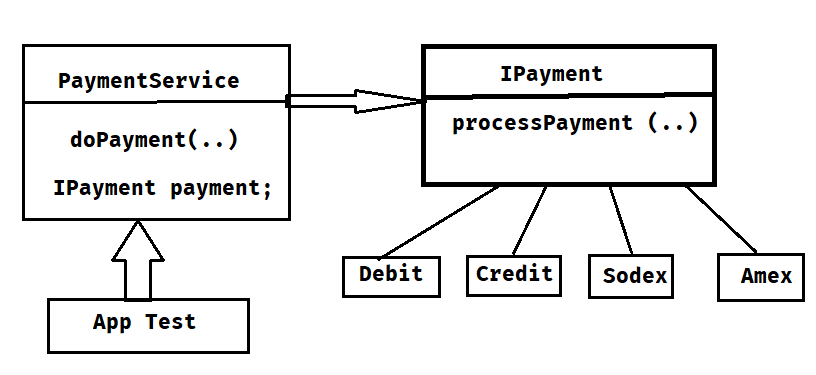 PaymentService
doPayment(..)
IPayment payment;
App Test
IPayment
processPayment (..)
Debit
Credit
Sodex
Amex